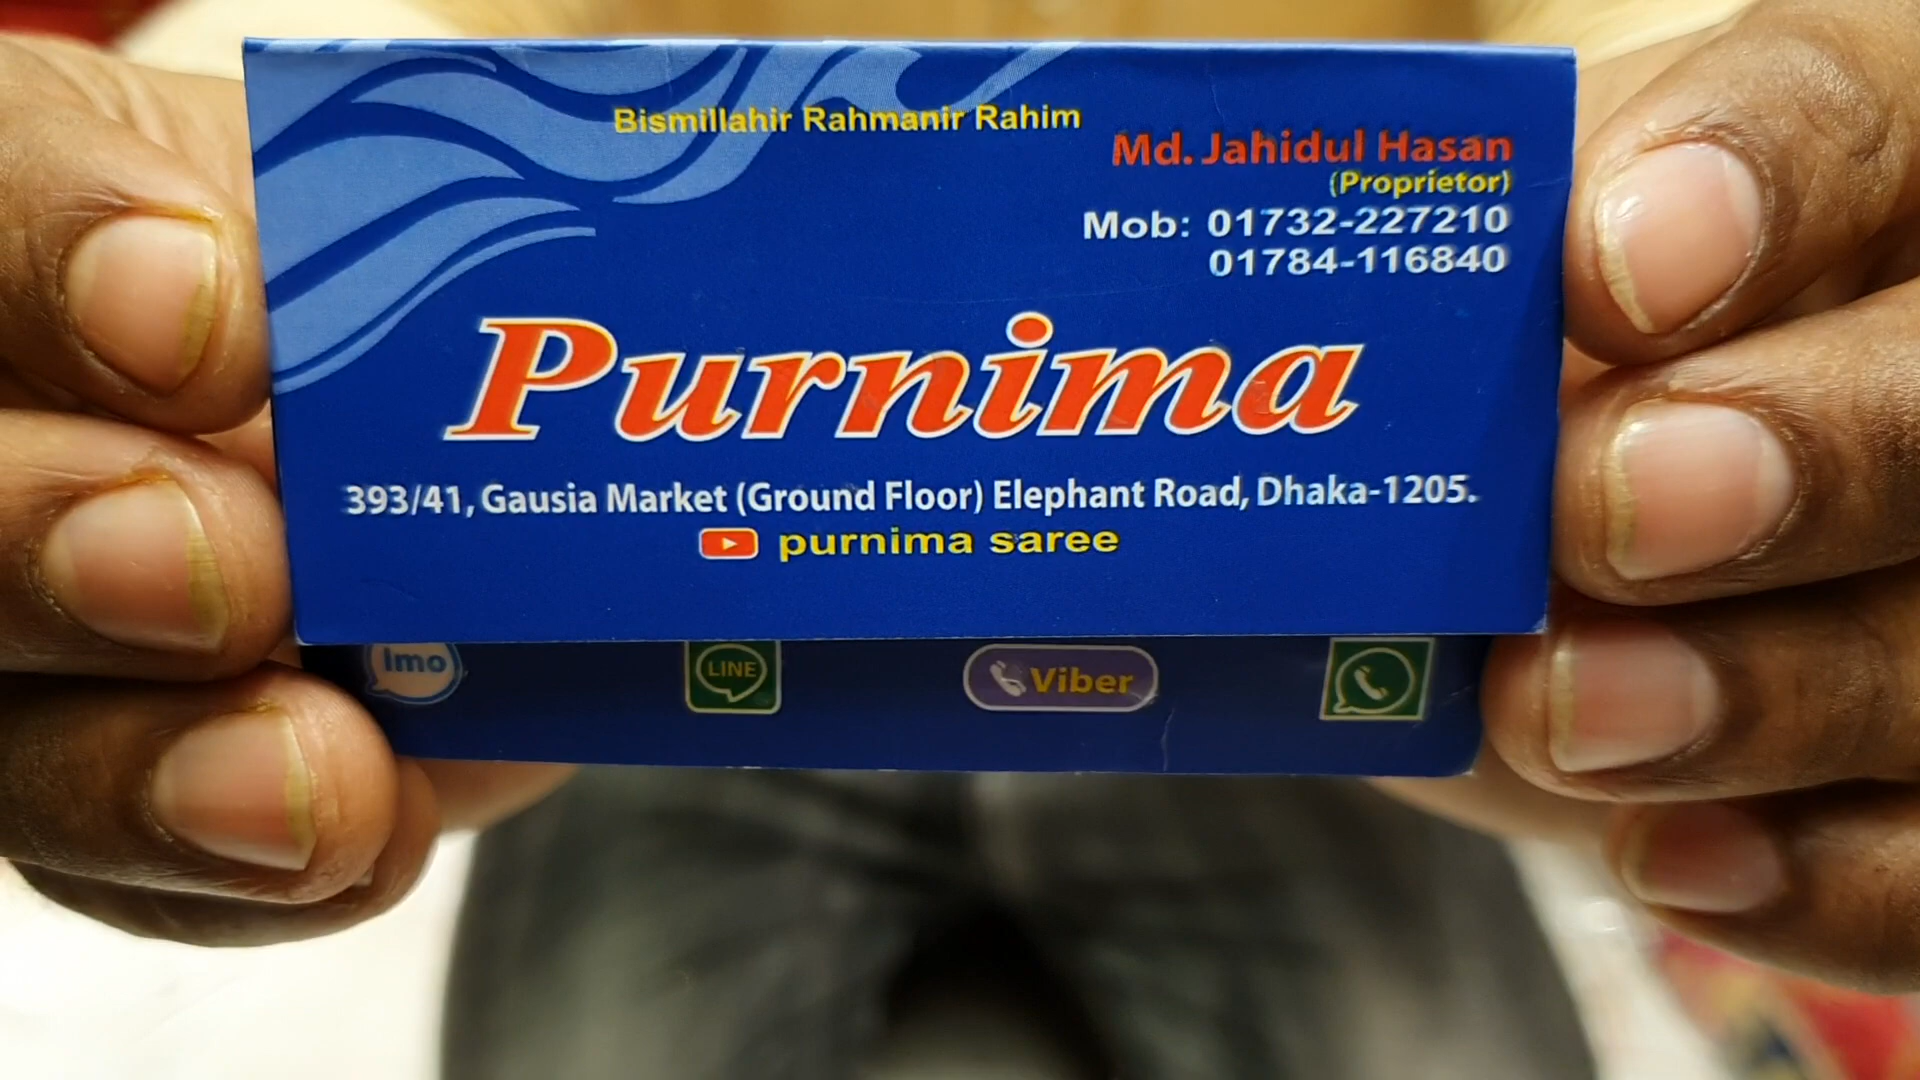 Bismillahir Rahmanir Rahim
Md. Jahidul Hasan
(Proprietor)
Mob: 01732-227210
01784-116840
Purnima
393/41, Gausia Market (Ground Floor) Elephant Road, Dhaka-1205.
purnima saree
Imo
LINE
Viber